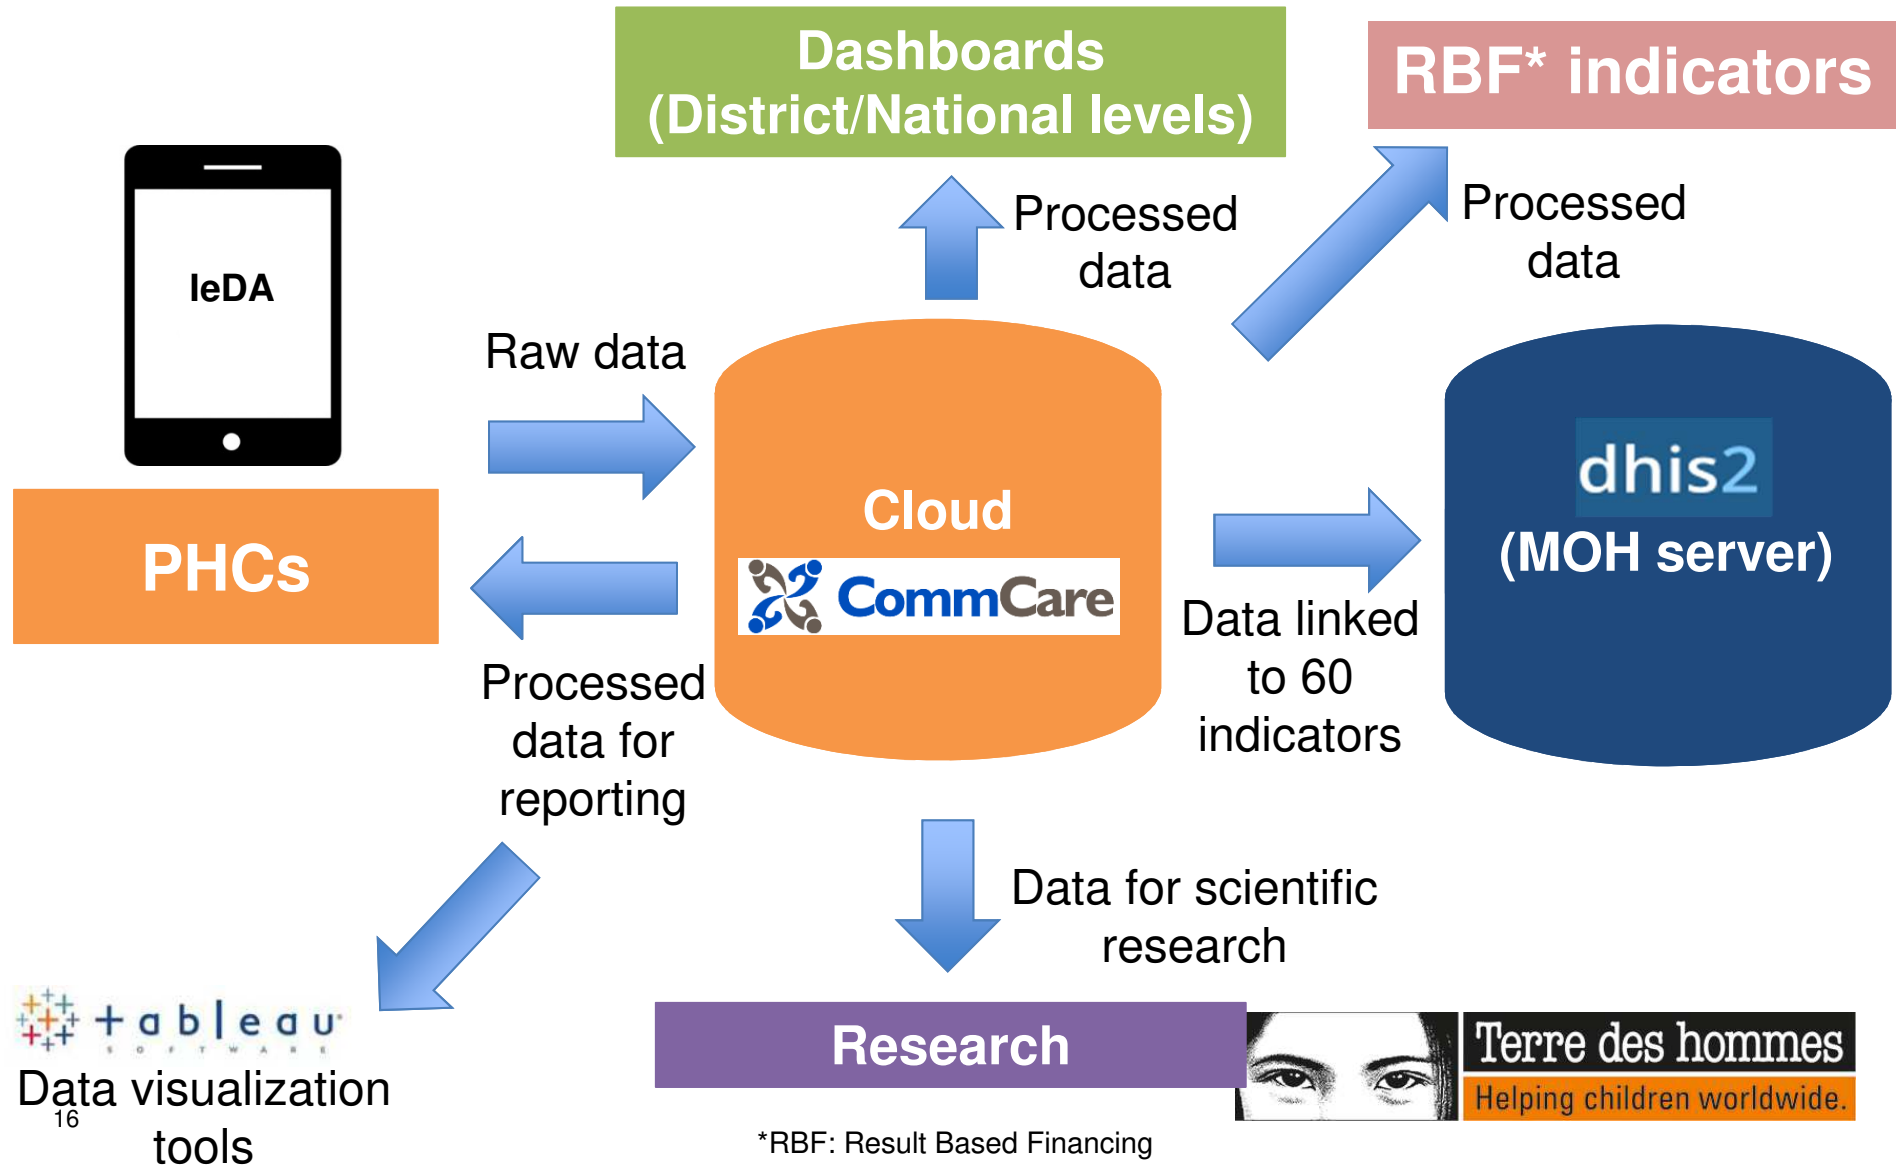 Dashboards
(District/National levels)
RBF* indicators
Processed
data
Processed
data
IeDA
Raw data
PHCs
Cloud
CommCare
dhis2
(MOH server)
Data linked
to 60
indicators
Processed
data for
reporting
Data for scientific
research
+ableau
SOFTWARE
Data visualization
tools
16
Research
Terre des hommes
Helping children worldwide.
*RBF: Result Based Financing